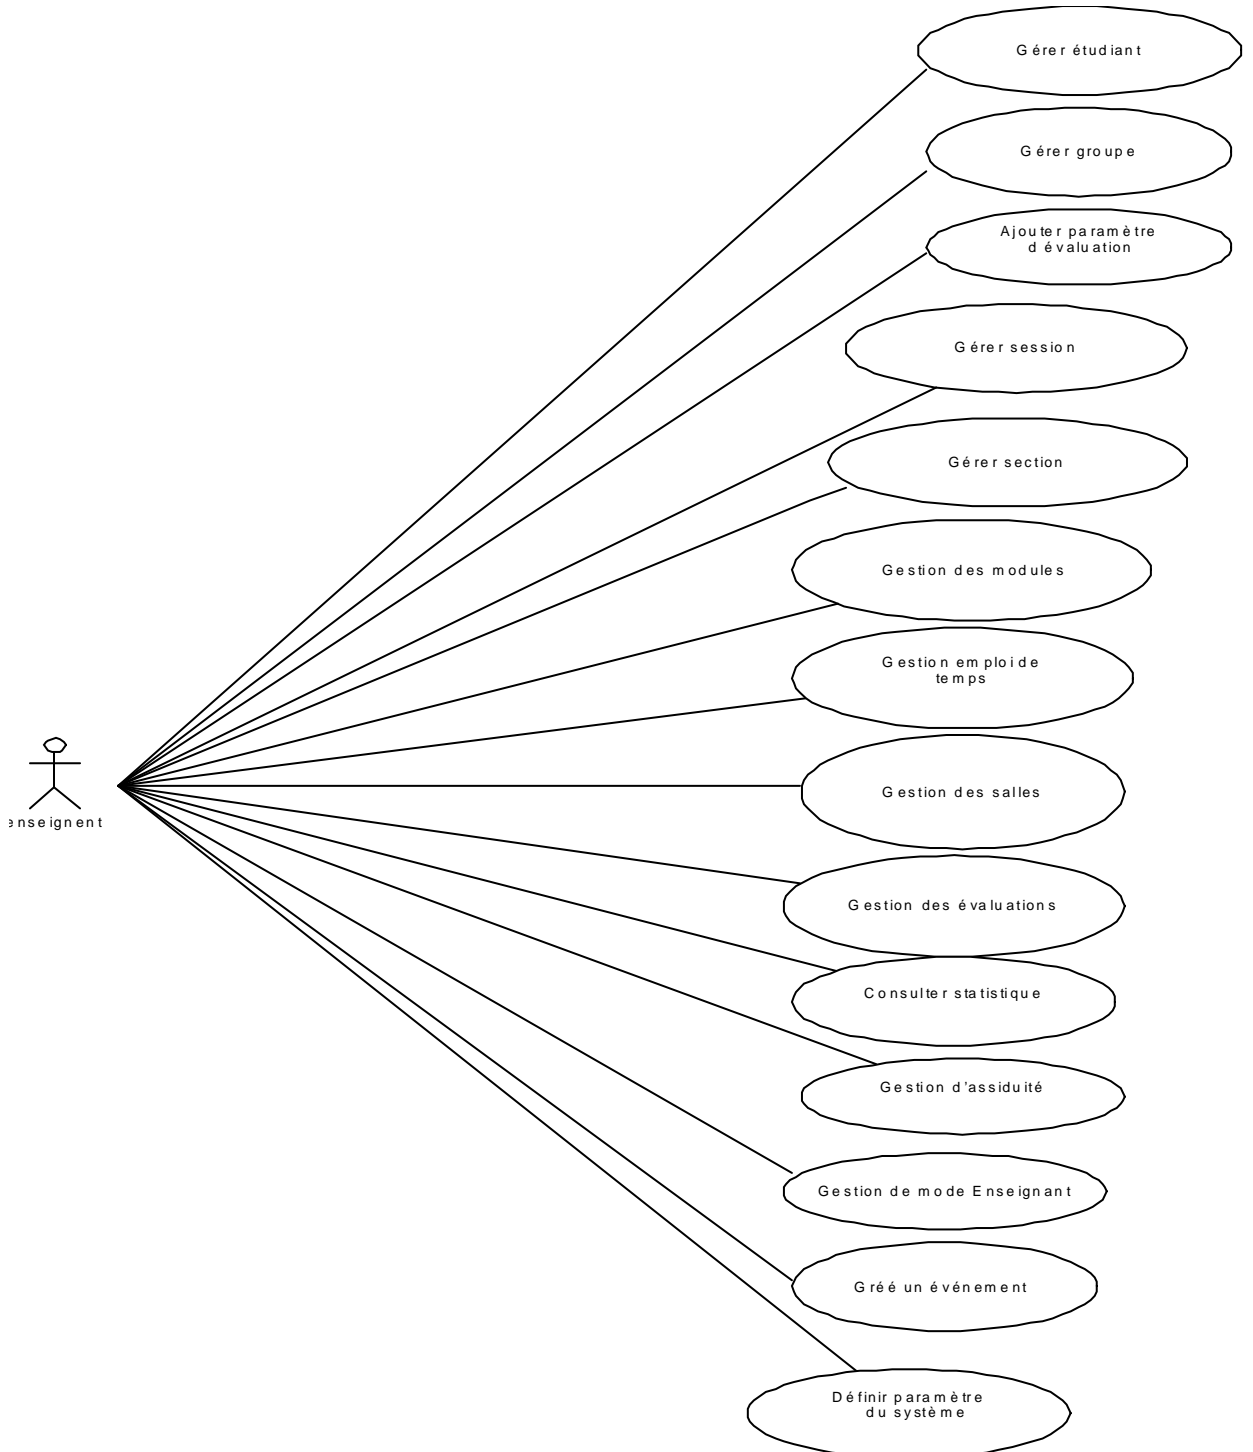 Gérer étudiant
Gérer groupe
Ajouter paramètre
d évaluation
Gérer session
Gérer section
Gestion des modules
Gestion emploi de
temps
enseignent
Gestion des salles
Gestion des évaluations
Consulter statistique
Gestion d'assiduité
Gestion de mode Enseignant
Gréé un événement
Définir paramètre
du système